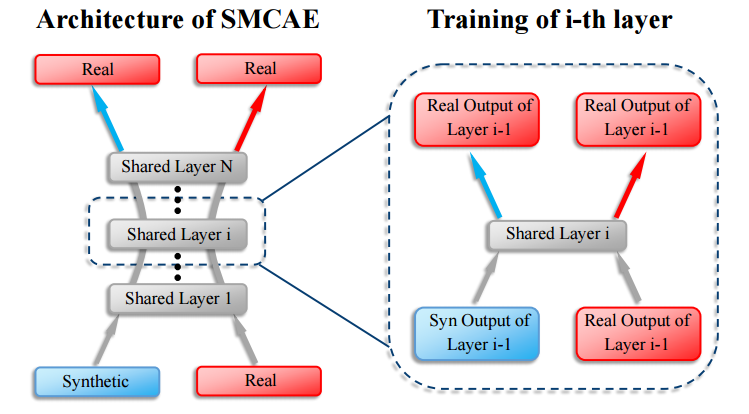 Architecture of SMCAE
Real
Real
Shared Layer N
Shared Layer i
Shared Layer 1
Synthetic
Real
Training of i-th layer
Real Output of
Layer i-1
Real Output of
Layer i-1
Shared Layer i
Syn Output of
Layer i-1
Real Output of
Layer i-1